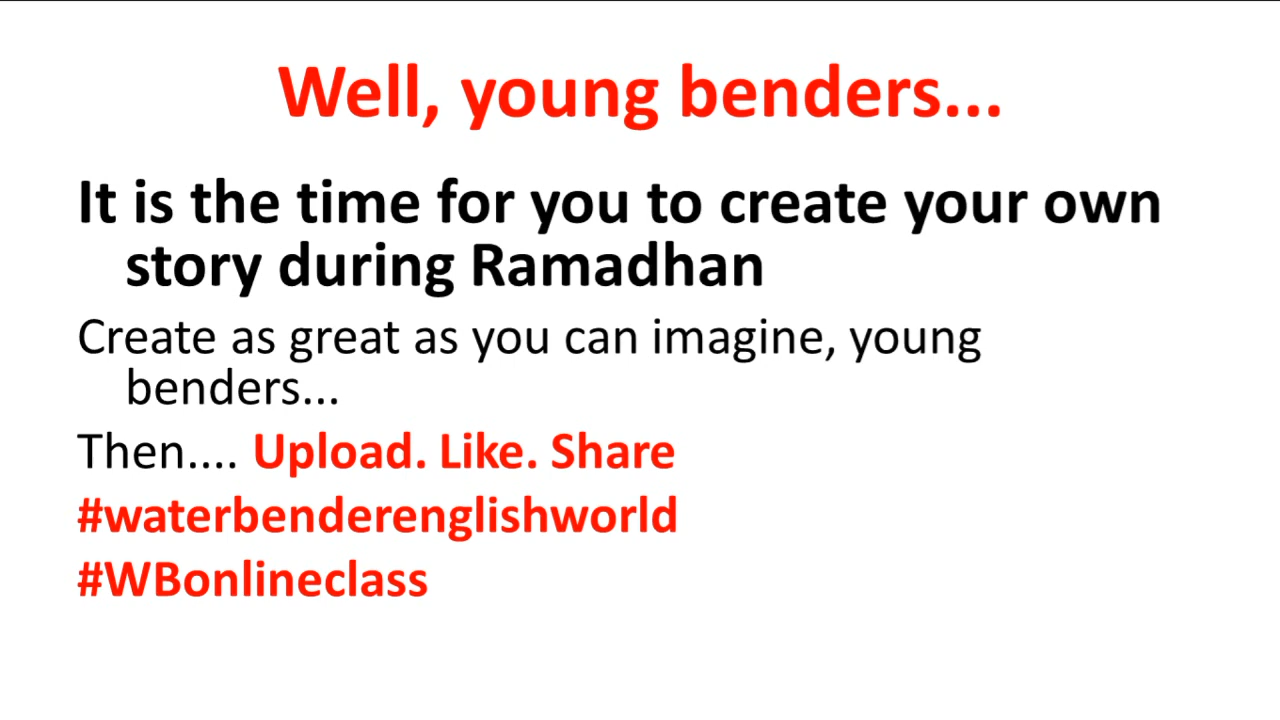 Well, young benders...
It is the time for you to create your own
story during Ramadhan
Create as great as you can imagine, young
benders...
Then.... Upload. Like. Share
#waterbenderenglishworld
#WBonlineclass